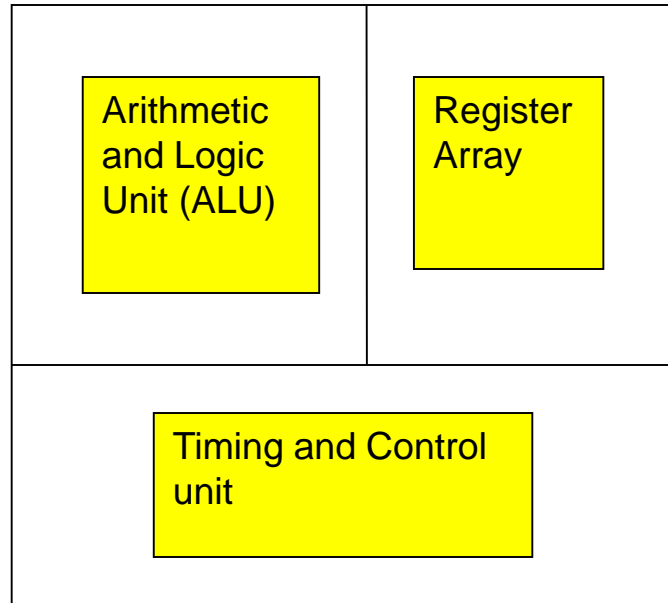 Arithmetic
and Logic
Unit (ALU)
Register
Array
Timing and Control
unit